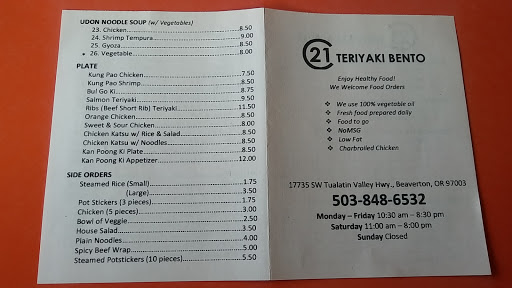 UDON NOODLE SOUP (w/ Vegetables)
23. Chicken....8.50
24. Shrimp Tempura....9.00
25. Gyoza....8.50
26. Vegetable....8.00
PLATE
Kung Pao Chicken....7.50
Kung Pao Shrimp....8.50
Bul Go Ki....8.75
Salmon Teriyaki....9.50
Ribs (Beef Short Rib) Teriyaki....11.50
Orange Chicken....8.50
Sweet & Sour Chicken....8.00
Chicken Katsu w/ Rice & Salad....8.50
Chicken Katsu w/ Noodles....8.50
Kan Poong Ki Plate....8.50
Kan Poong Ki Appetizer....12.00
SIDE ORDERS
Steamed Rice (Small)....1.75
(Large)....3.50
Pot Stickers (3 pieces)....1.75
Chicken (5 pieces)....3.00
Bowl of Veggie....2.50
House Salad....3.50
Plain Noodles....4.00
Spicy Beef Wrap....5.00
Steamed Potstickers (10 pieces)....5.50
21 TERIYAKI BENTO
Enjoy Healthy Food!
We Welcome Food Orders
We use 100% vegetable oil
Fresh food prepared daily
Food to go
NoMSG
Low Fat
Charbroiled Chicken
17735 SW Tualatin Valley Hwy., Beaverton, OR 97003
503-848-6532
Monday – Friday 10:30 am - 8:30 pm
Saturday 11:00 am – 8:00 pm
Sunday Closed